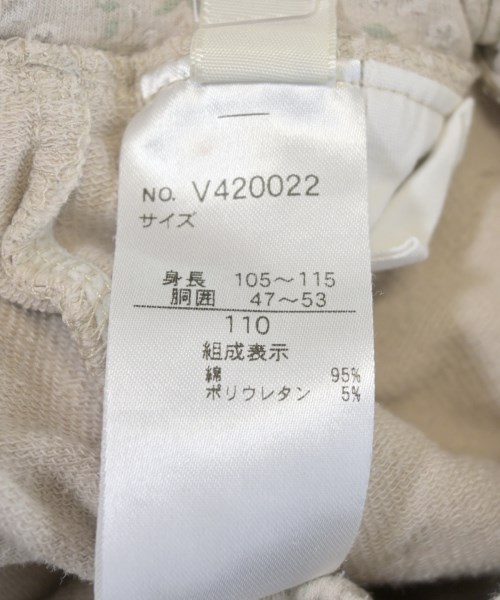 NO. V420022
サイズ
身長 105〜115
胴囲 47〜53
110
組成表示
綿 95%
ポリウレタン 5%